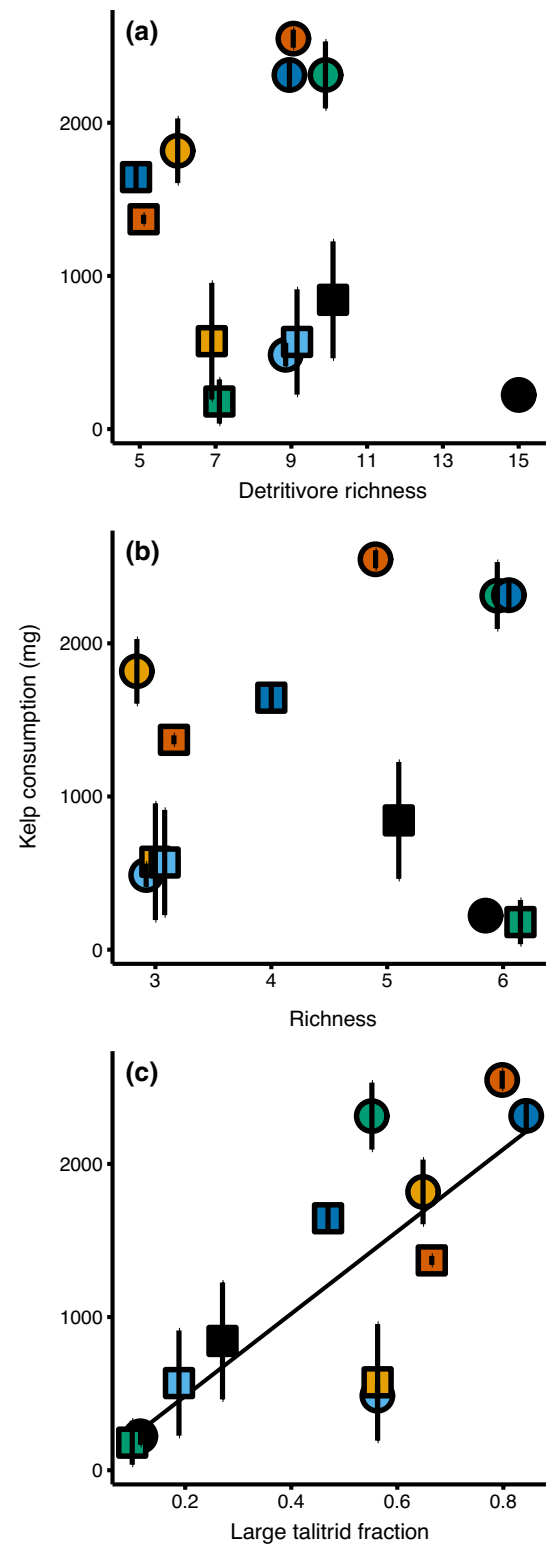 (a)
2000
1000
0
5 7 9 11 13 15
Detritivore richness
(b)
Kelp consumption (mg)
2000
1000
0
3 4 5 6
Richness
(c)
2000
1000
0
0.2 0.4 0.6 0.8
Large talitrid fraction